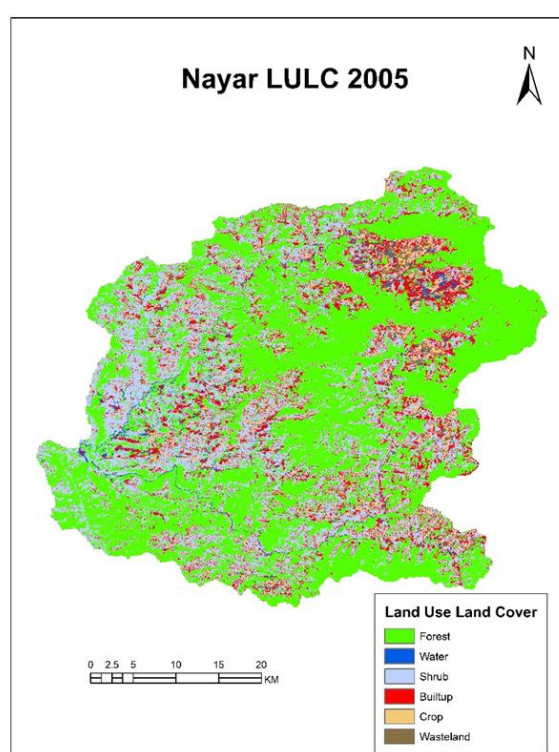 Nayar LULC 2005
N
Land Use Land Cover
Forest
Water
Shrub
Builtup
Crop
Wasteland
0 2.5 5 10 15 20
KM